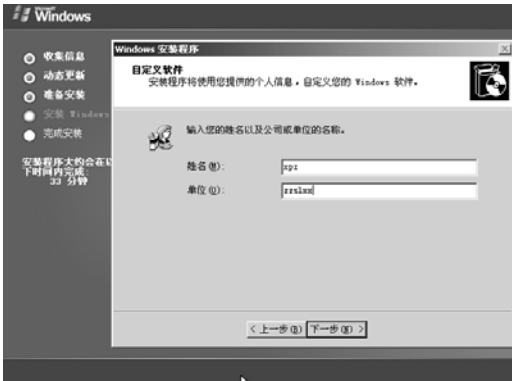 Windows
收集信息
动态更新
准备安装
安装 Windows
完成安装
安装程序大约会在以
下时间内完成:
33 分钟
Windows 安装程序
自定义软件
安装程序将使用您提供的个人信息，自定义您的 Windows 软件。
输入您的姓名以及公司或单位的名称。
姓名(M):
xpz
单位(O):
< 上一步(B)
下一步(N) >